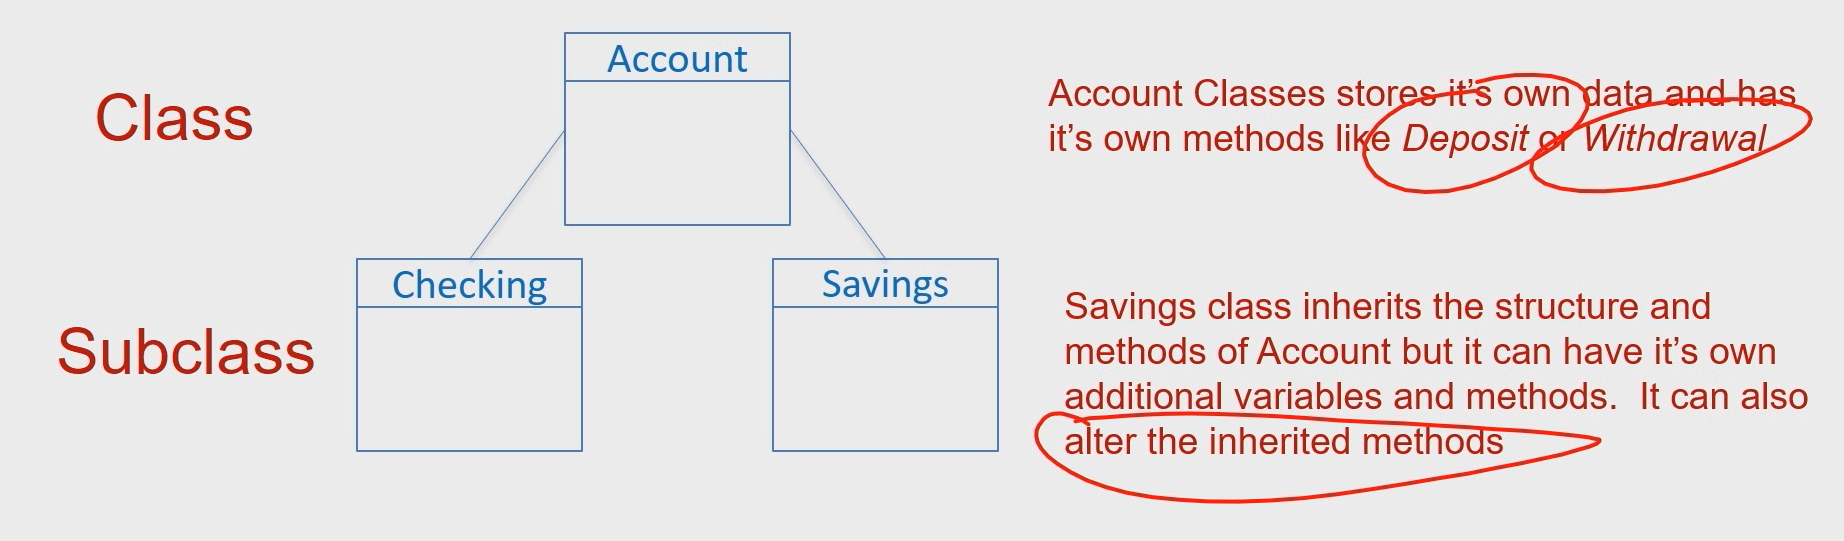 Account
Class
Account Classes stores it's own data and has
it's own methods like Deposit or Withdrawal
Checking
Savings
Subclass
Savings class inherits the structure and
methods of Account but it can have it's own
additional variables and methods.  It can also
alter the inherited methods